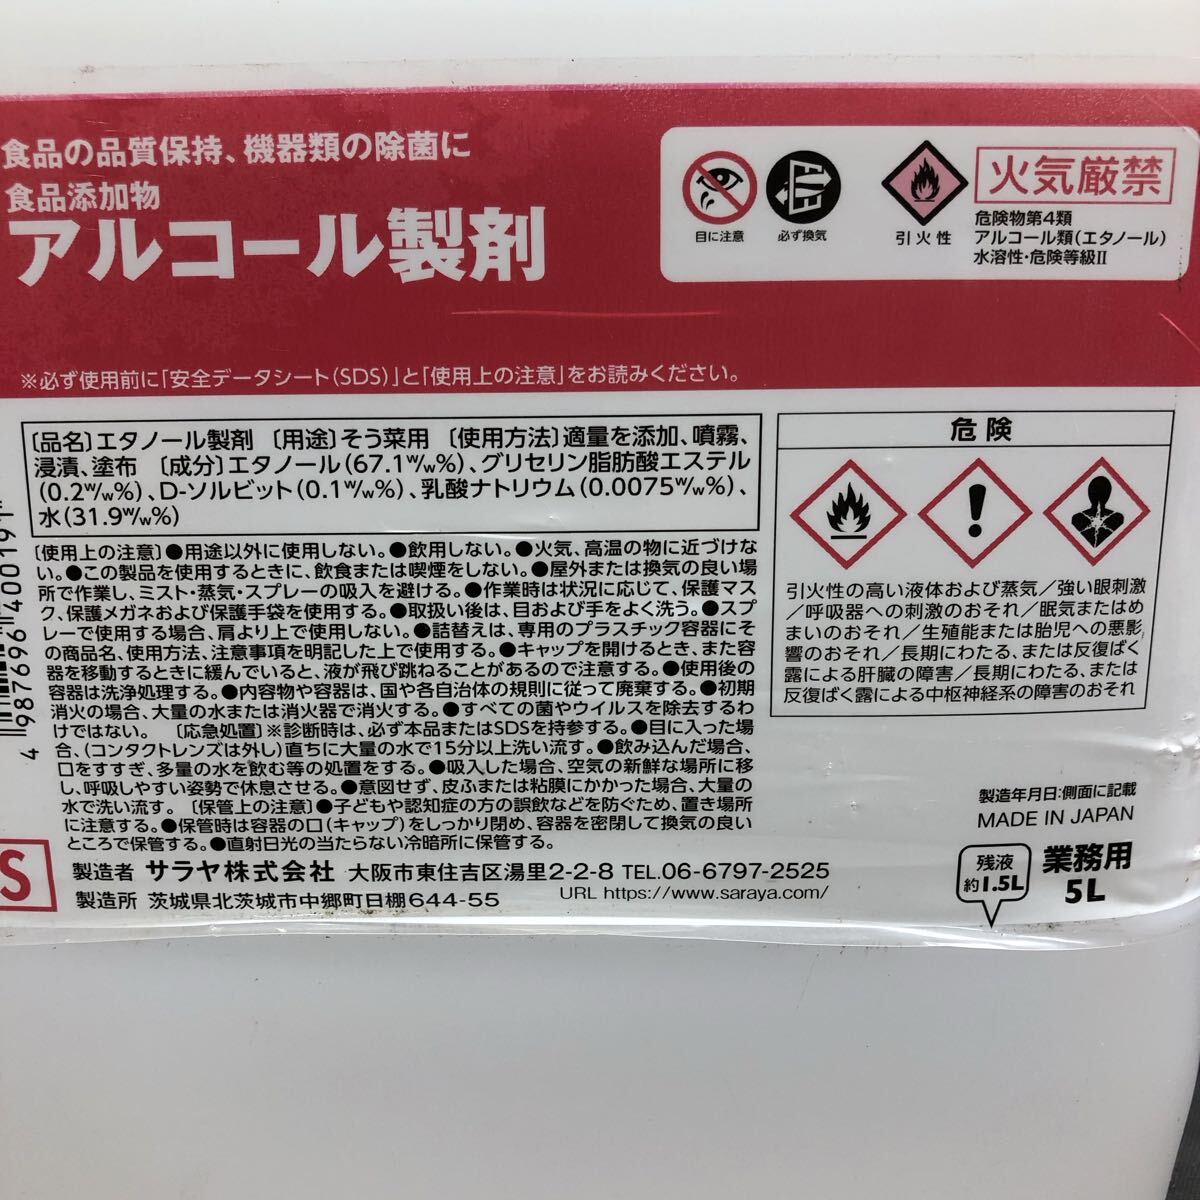 食品の品質保持、機器類の除菌に
食品添加物
アルコール製剤
目に注意
必ず換気
引火性
火気厳禁
危険物第4類
アルコール類(エタノール)
水溶性・危険等級II
※必ず使用前に「安全データシート(SDS)」と「使用上の注意」をお読みください。
〔品名〕エタノール製剤 〔用途〕そう菜用 〔使用方法〕適量を添加、噴霧、
浸漬、塗布 〔成分〕エタノール(67.1w/w%)、グリセリン脂肪酸エステル
(0.2w/w%)、D-ソルビット(0.1w/w%)、乳酸ナトリウム(0.0075w/w%)、
水(31.9w/w%)
〔使用上の注意〕●用途以外に使用しない。●飲用しない。●火気、高温の物に近づけな
い。●この製品を使用するときに、飲食または喫煙をしない。●屋外または換気の良い場
所で作業し、ミスト・蒸気・スプレーの吸入を避ける。●作業時は状況に応じて、保護マス
ク、保護メガネおよび保護手袋を使用する。●取扱い後は、目および手をよく洗う。●スプ
レーで使用する場合、肩より上で使用しない。●詰替えは、専用のプラスチック容器にそ
の商品名、使用方法、注意事項を明記した上で使用する。●キャップを開けるとき、また容
器を移動するときに緩んでいると、液が飛び跳ねることがあるので注意する。●使用後の
容器は洗浄処理する。●内容物や容器は、国や各自治体の規則に従って廃棄する。●初期
消火の場合、大量の水または消火器で消火する。●すべての菌やウイルスを除去するわ
けではない。 〔応急処置〕※診断時は、必ず本品またはSDSを持参する。●目に入った場
合、(コンタクトレンズは外し)直ちに大量の水で15分以上洗い流す。●飲み込んだ場合、
口をすすぎ、多量の水を飲む等の処置をする。●吸入した場合、空気の新鮮な場所に移
し、呼吸しやすい姿勢で休息させる。●意図せず、皮ふまたは粘膜にかかった場合、大量の
水で洗い流す。〔保管上の注意〕●子どもや認知症の方の誤飲などを防ぐため、置き場所
に注意する。●保管時は容器の口(キャップ)をしっかり閉め、容器を密閉して換気の良い
ところで保管する。●直射日光の当たらない冷暗所に保管する。
危険
引火性の高い液体および蒸気/強い眼刺激
/呼吸器への刺激のおそれ/眠気またはめ
まいのおそれ/生殖能または胎児への悪影
響のおそれ/長期にわたる、または反復ばく
露による肝臓の障害/長期にわたる、または
反復ばく露による中枢神経系の障害のおそれ
製造年月日:側面に記載
MADE IN JAPAN
製造者 サラヤ株式会社 大阪市東住吉区湯里2-2-8 TEL.06-6797-2525
製造所 茨城県北茨城市中郷町日棚644-55
URL https://www.saraya.com/
残液
約1.5L
業務用
5L
S
4 987696 400191